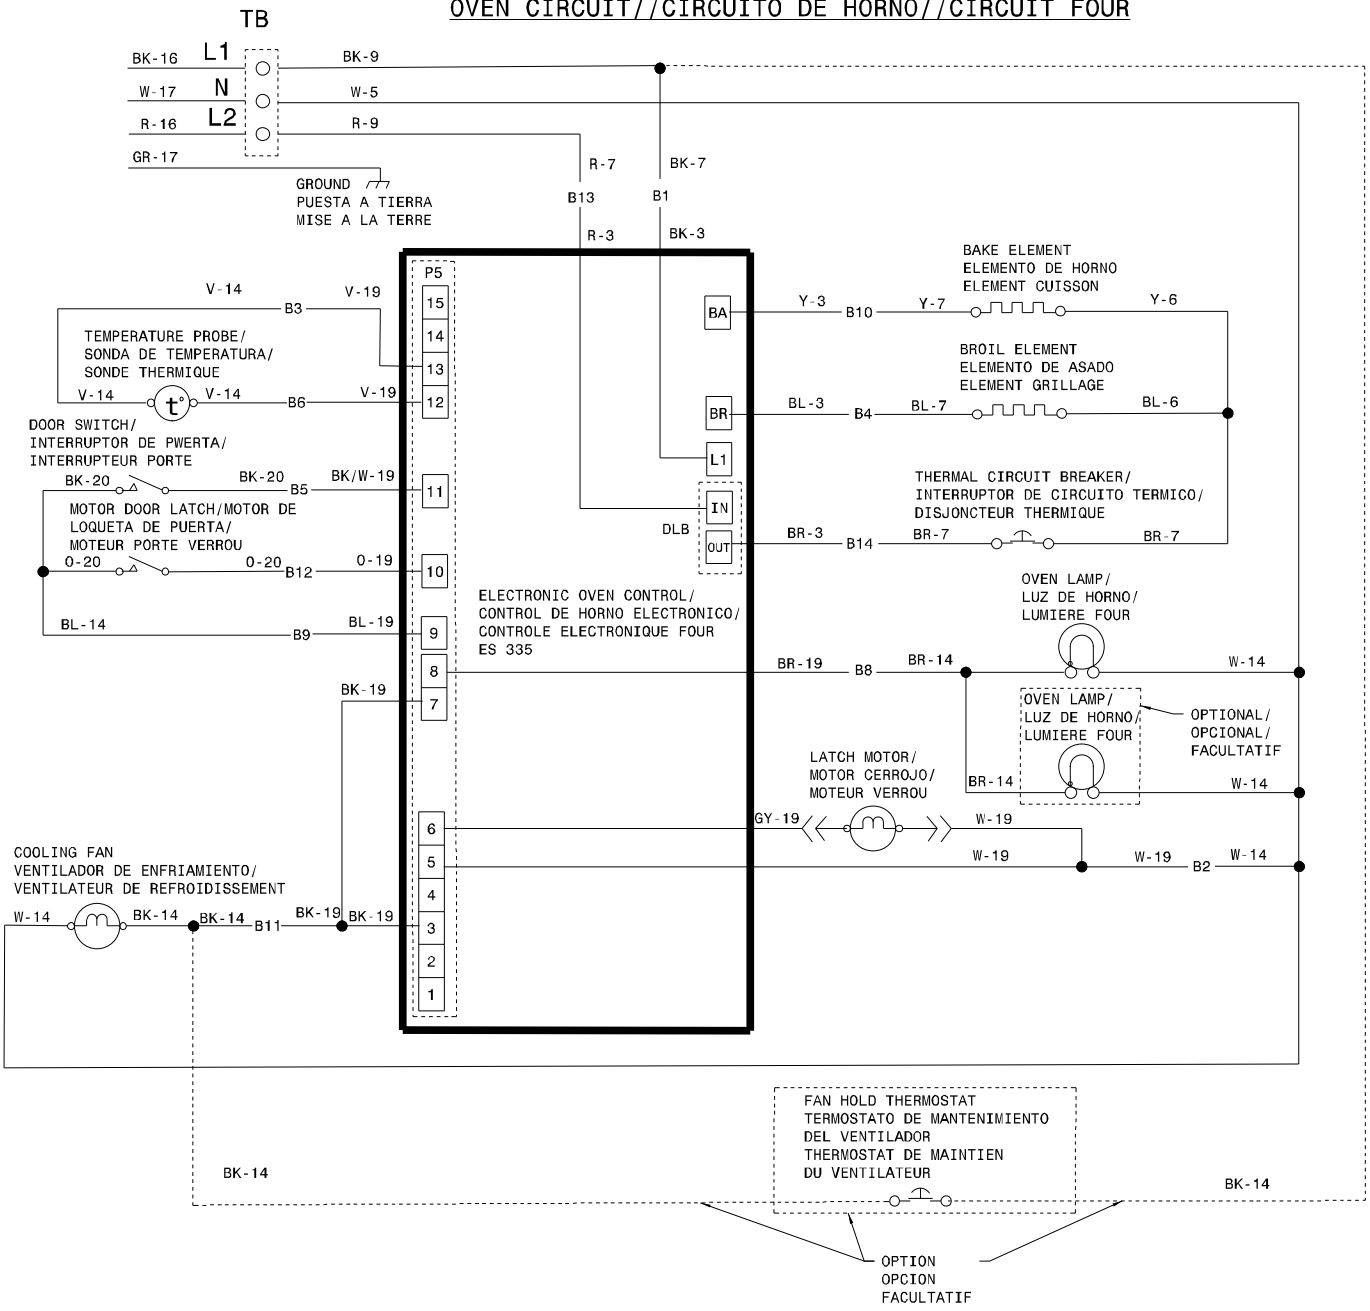 OVEN CIRCUIT//CIRCUITO DE HORNO//CIRCUIT FOUR
TB
BK-16 L1 BK-9
W-17 N W-5
R-16 L2 R-9
GR-17
R-7 BK-7
GROUND
PUESTA A TIERRA
MISE A LA TERRE
B13 B1
R-3 BK-3
P5
15
14
13
12
11
10
9
8
7
6
5
4
3
2
1
V-14 B3 V-19
TEMPERATURE PROBE/
SONDA DE TEMPERATURA/
SONDE THERMIQUE
V-14 t° V-14 B6 V-19
DOOR SWITCH/
INTERRUPTOR DE PWERTA/
INTERRUPTEUR PORTE
BK-20 BK-20 B5 BK/W-19
MOTOR DOOR LATCH/MOTOR DE
LOQUETA DE PUERTA/
MOTEUR PORTE VERROU
O-20 O-20 B12 O-19
BL-14 B9 BL-19
BK-19
BA
BR
L1
IN
DLB
OUT
BAKE ELEMENT
ELEMENTO DE HORNO
ELEMENT CUISSON
Y-3 B10 Y-7 Y-6
BROIL ELEMENT
ELEMENTO DE ASADO
ELEMENT GRILLAGE
BL-3 B4 BL-7 BL-6
THERMAL CIRCUIT BREAKER/
INTERRUPTOR DE CIRCUITO TERMICO/
DISJONCTEUR THERMIQUE
BR-3 B14 BR-7 BR-7
ELECTRONIC OVEN CONTROL/
CONTROL DE HORNO ELECTRONICO/
CONTROLE ELECTRONIQUE FOUR
ES 335
OVEN LAMP/
LUZ DE HORNO/
LUMIERE FOUR
BR-19 B8 BR-14 W-14
OVEN LAMP/
LUZ DE HORNO/
LUMIERE FOUR
OPTIONAL/
OPCIONAL/
FACULTATIF
BR-14 W-14
LATCH MOTOR/
MOTOR CERROJO/
MOTEUR VERROU
GY-19 W-19
W-19 W-19 B2 W-14
COOLING FAN
VENTILADOR DE ENFRIAMIENTO/
VENTILATEUR DE REFROIDISSEMENT
W-14 BK-14 BK-14 B11 BK-19 BK-19
FAN HOLD THERMOSTAT
TERMOSTATO DE MANTENIMIENTO
DEL VENTILADOR
THERMOSTAT DE MAINTIEN
DU VENTILATEUR
BK-14 BK-14
OPTION
OPCION
FACULTATIF